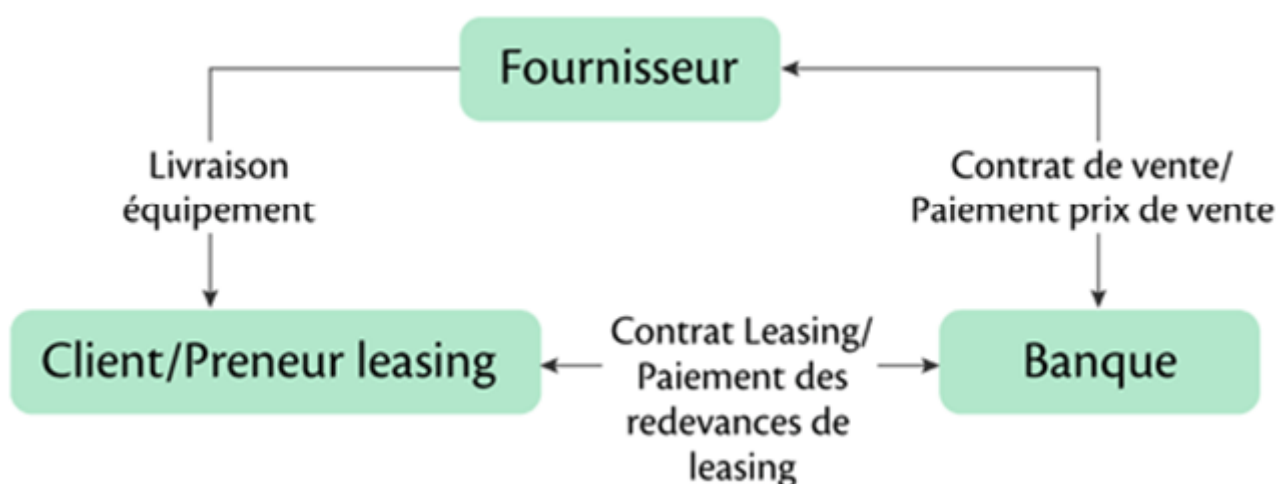 Fournisseur
Livraison
équipement
Contrat de vente/
Paiement prix de vente
Client/Preneur leasing
Contrat Leasing/
Paiement des
redevances de
leasing
Banque